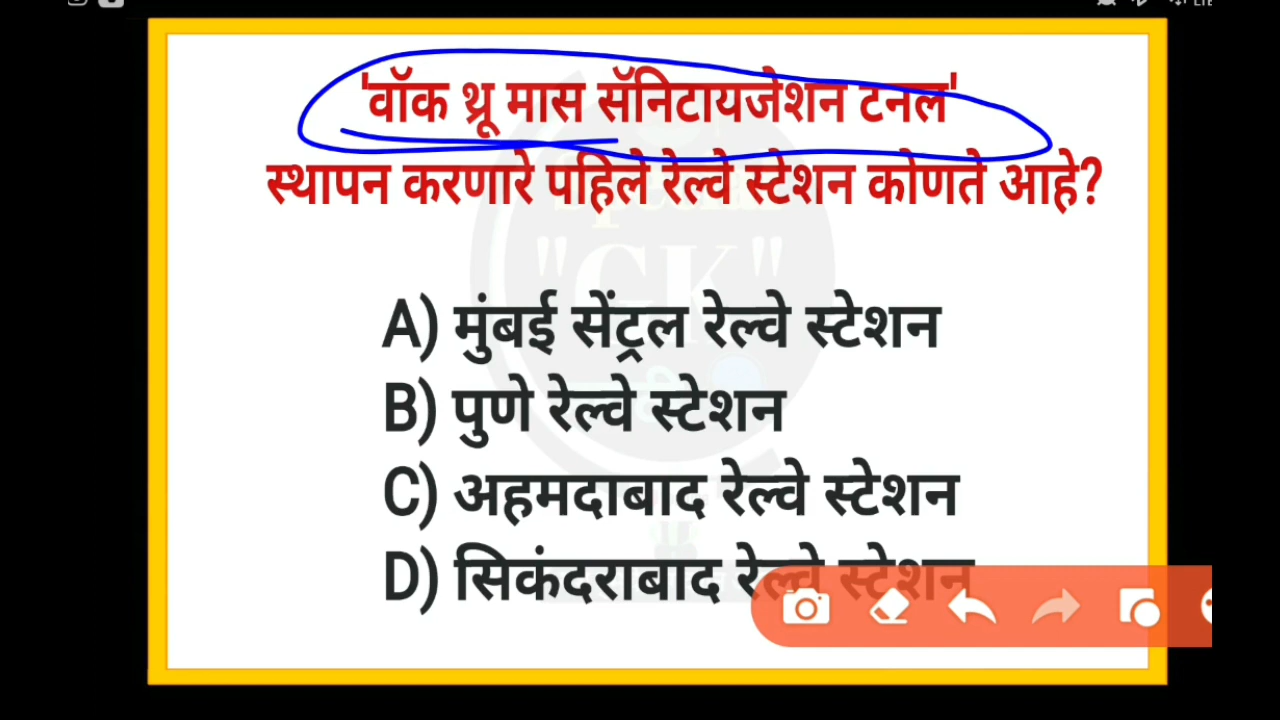 'वॉक थ्रू मास सॅनिटायजेशन टनल'
स्थापन करणारे पहिले रेल्वे स्टेशन कोणते आहे?
"GK"
A) मुंबई सेंट्रल रेल्वे स्टेशन
B) पुणे रेल्वे स्टेशन
C) अहमदाबाद रेल्वे स्टेशन
D) सिकंदराबाद रेल्वे स्टेशन